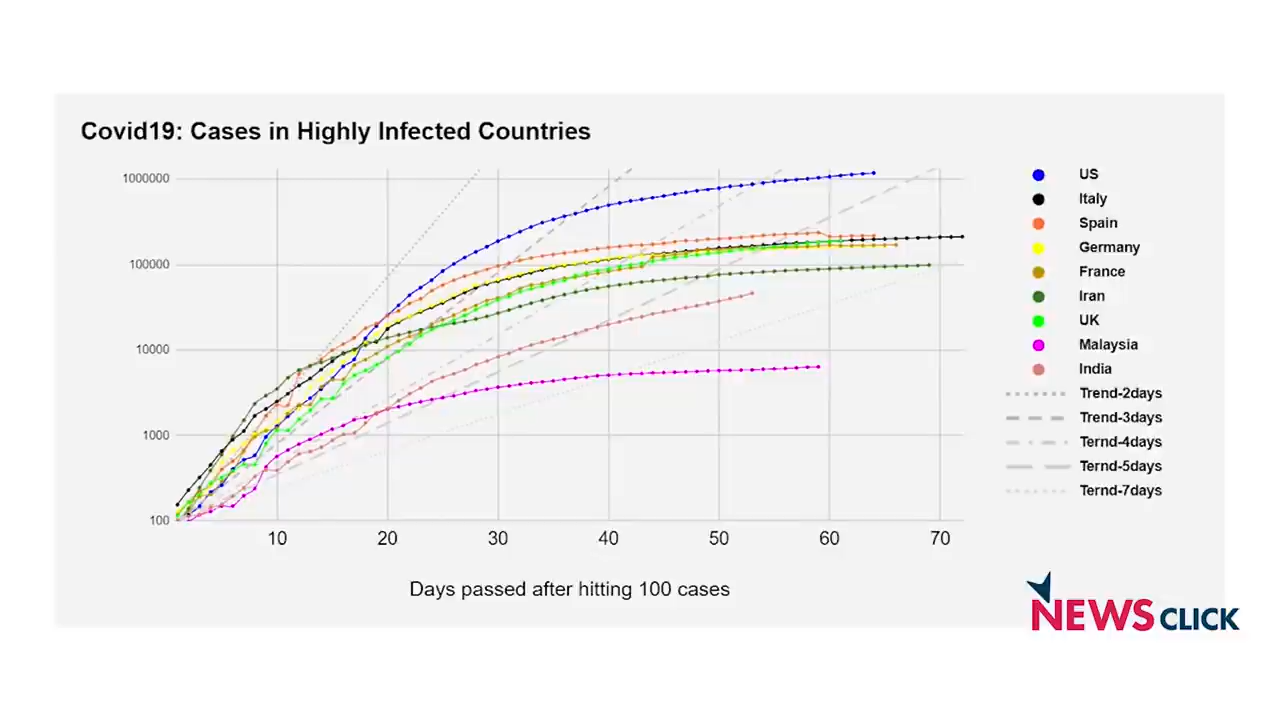 Covid19: Cases in Highly Infected Countries
1000000
100000
10000
1000
100
10 20 30 40 50 60 70
Days passed after hitting 100 cases
US
Italy
Spain
Germany
France
Iran
UK
Malaysia
India
Trend-2days
Trend-3days
Ternd-4days
Ternd-5days
Ternd-7days
NEWSCLICK